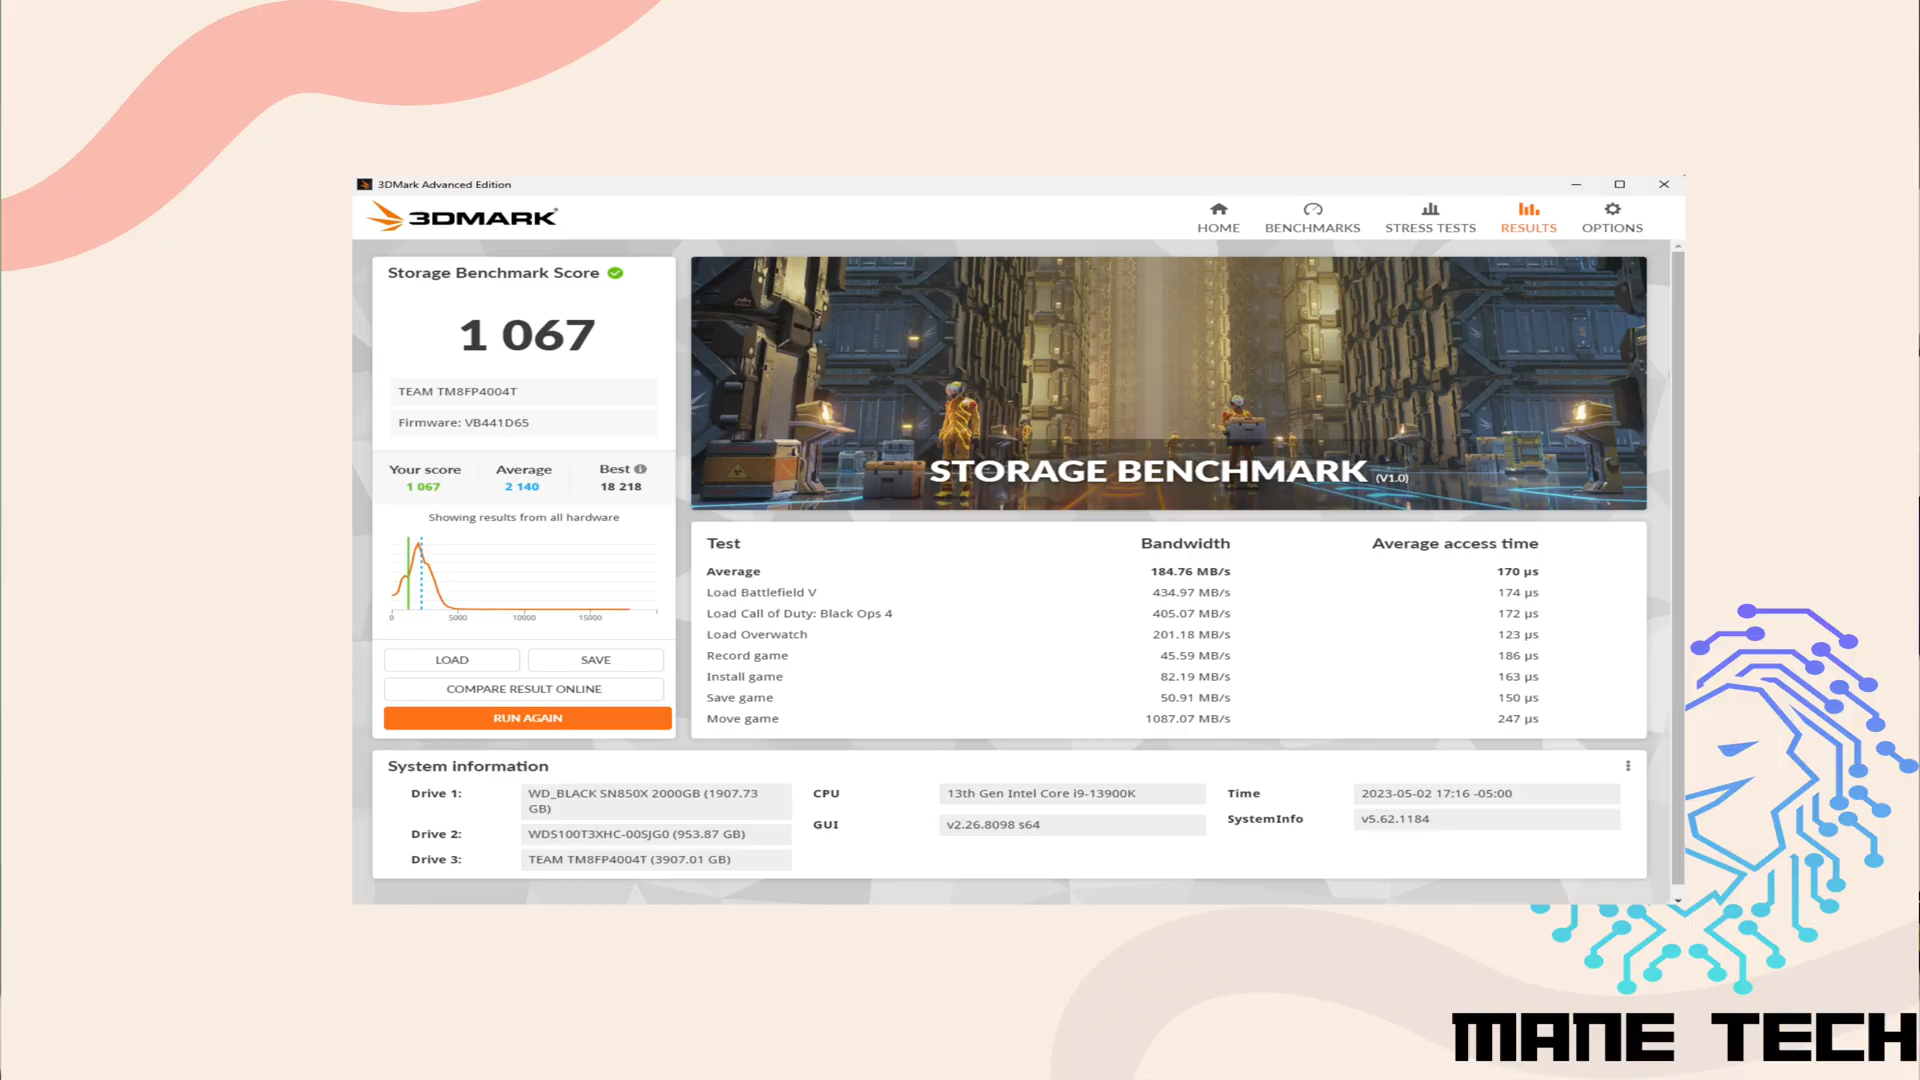 3DMark Advanced Edition
3DMARK
HOME
BENCHMARKS
STRESS TESTS
RESULTS
OPTIONS
Storage Benchmark Score
1 067
TEAM TM8FP4004T
Firmware: VB441D65
Your score Average Best
1 067 2 140 18 218
Showing results from all hardware
0 5000 10000 15000
LOAD SAVE
COMPARE RESULT ONLINE
RUN AGAIN
STORAGE BENCHMARK (V1.0)
Test Bandwidth Average access time
Average 184.76 MB/s 170 µs
Load Battlefield V 434.97 MB/s 174 µs
Load Call of Duty: Black Ops 4 405.07 MB/s 172 µs
Load Overwatch 201.18 MB/s 123 µs
Record game 45.59 MB/s 186 µs
Install game 82.19 MB/s 163 µs
Save game 50.91 MB/s 150 µs
Move game 1087.07 MB/s 247 µs
System information
Drive 1: WD_BLACK SN850X 2000GB (1907.73
GB)
Drive 2: WDS100T3XHC-00SJG0 (953.87 GB)
Drive 3: TEAM TM8FP4004T (3907.01 GB)
CPU 13th Gen Intel Core i9-13900K
GUI v2.26.8098 s64
Time 2023-05-02 17:16 -05:00
SystemInfo v5.62.1184
MANE TECH